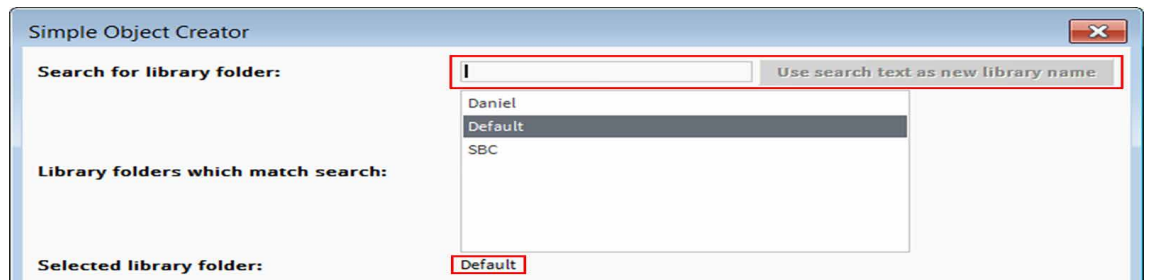 Simple Object Creator
Search for library folder:
Use search text as new library name
Daniel
Default
SBC
Library folders which match search:
Selected library folder:
Default